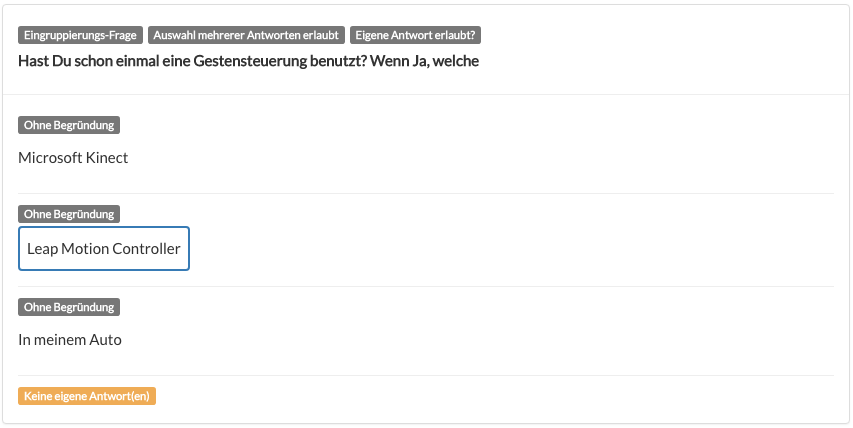 Eingruppierungs-Frage Auswahl mehrerer Antworten erlaubt Eigene Antwort erlaubt?
Hast Du schon einmal eine Gestensteuerung benutzt? Wenn Ja, welche
Ohne Begründung
Microsoft Kinect
Ohne Begründung
Leap Motion Controller
Ohne Begründung
In meinem Auto
Keine eigene Antwort(en)